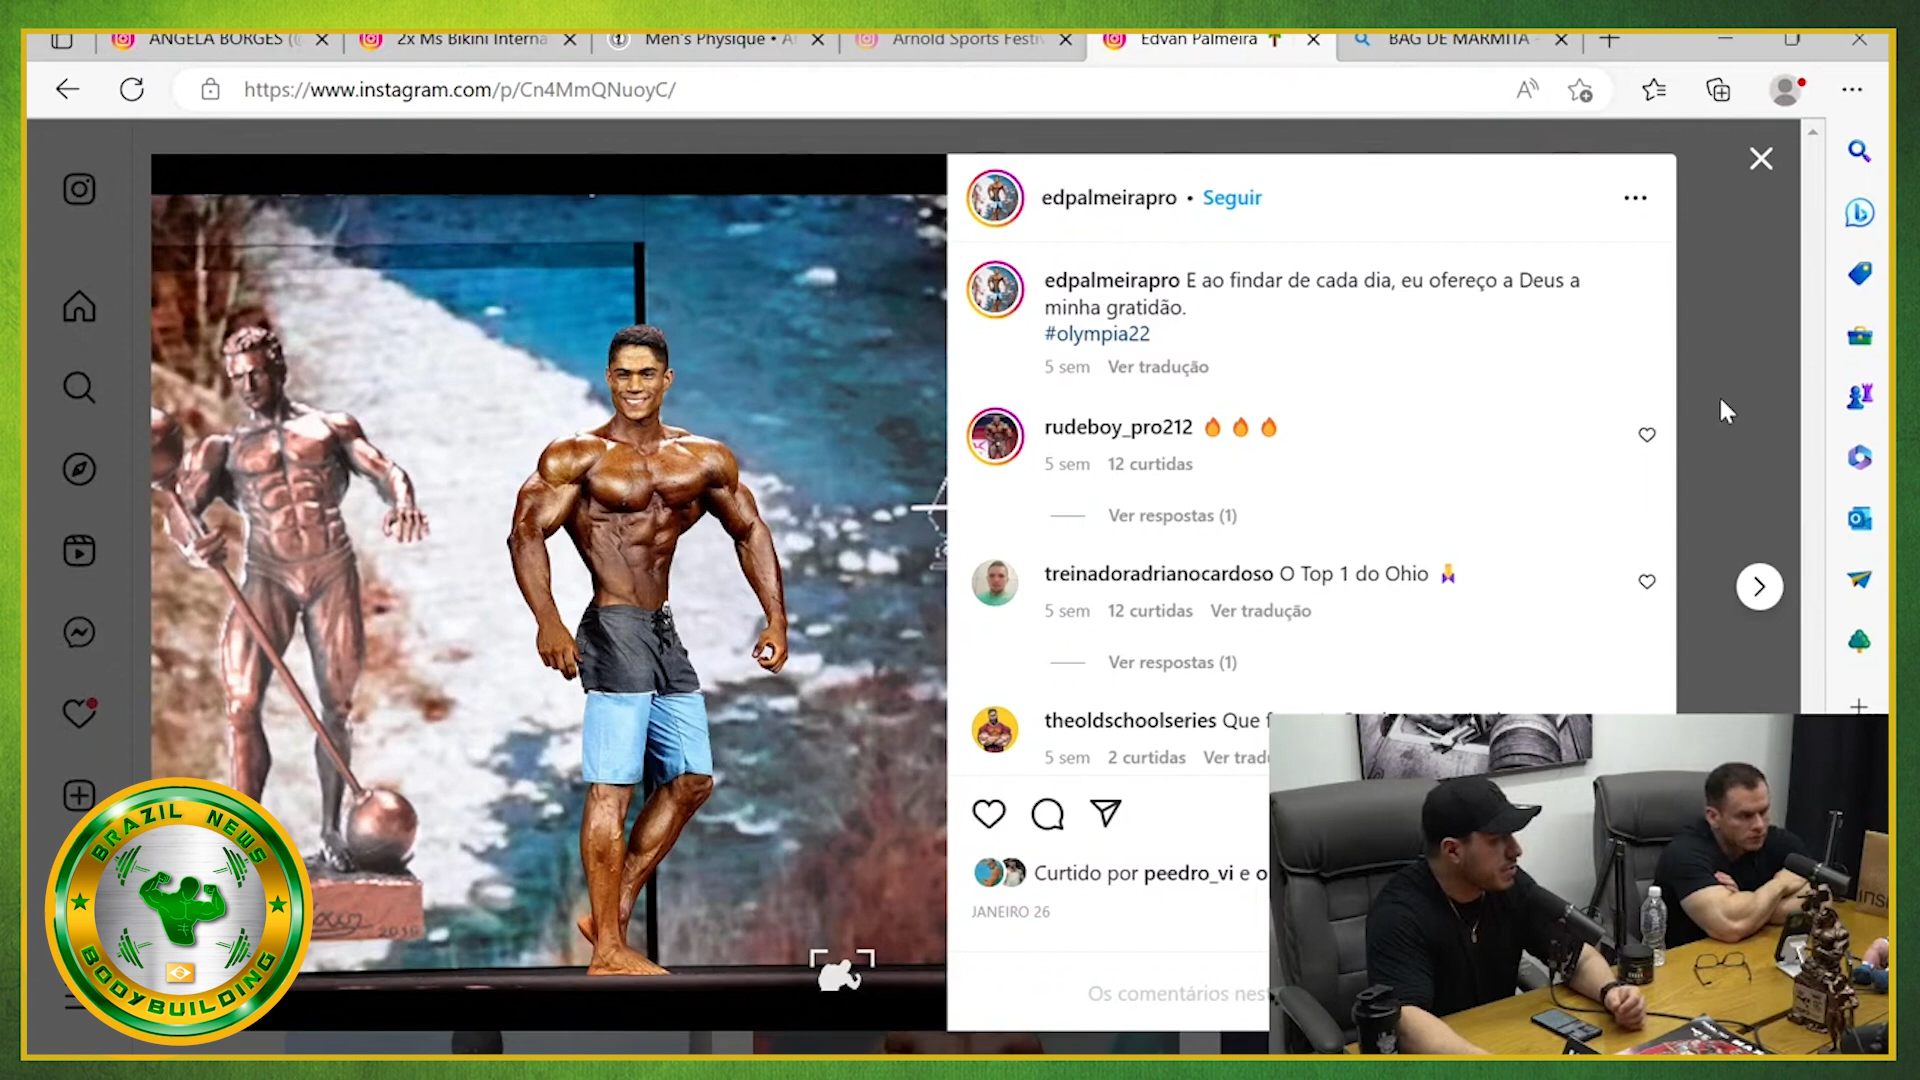 ANGELA BORGES (@
2x Ms Bikini Interna
Men's Physique • A
Arnold Sports Festi
Edvan Palmeira
BAG DE MARMITA -
https://www.instagram.com/p/Cn4MmQNuoyC/
edpalmeirapro • Seguir
edpalmeirapro E ao findar de cada dia, eu ofereço a Deus a
minha gratidão.
#olympia22
5 sem Ver tradução
rudeboy_pro212 🔥 🔥 🔥
5 sem 12 curtidas
Ver respostas (1)
treinadoradrianocardoso O Top 1 do Ohio
5 sem 12 curtidas Ver tradução
Ver respostas (1)
theoldschoolseries Que
5 sem 2 curtidas Ver trad
Curtido por peedro_vi e o
JANEIRO 26
Os comentários nes
BRAZIL NEWS
BODYBUILDING